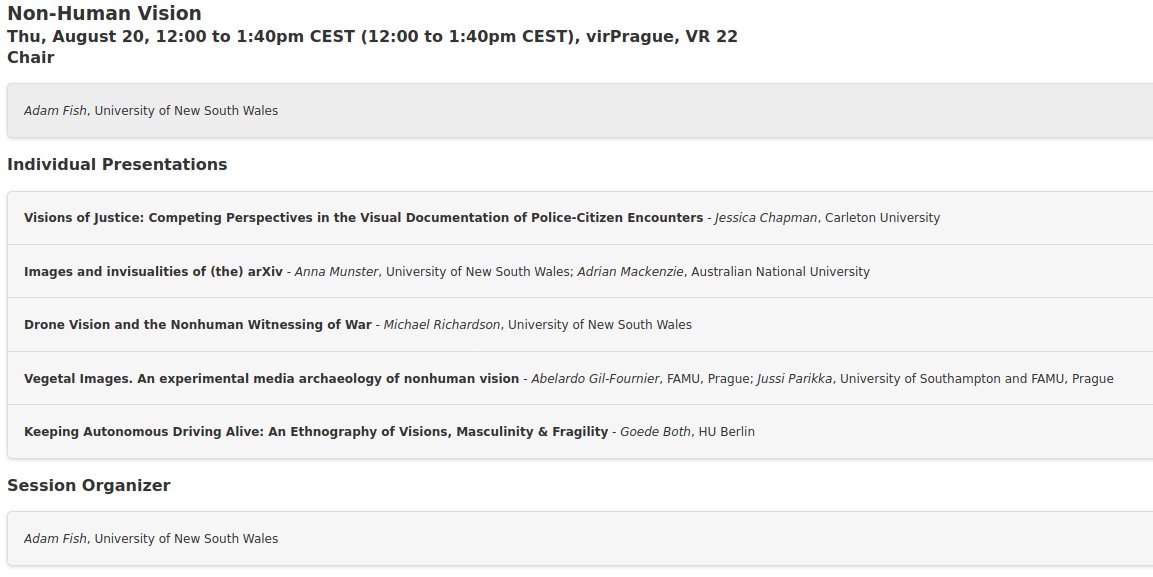 Non-Human Vision
Thu, August 20, 12:00 to 1:40pm CEST (12:00 to 1:40pm CEST), virPrague, VR 22
Chair
Adam Fish, University of New South Wales
Individual Presentations
Visions of Justice: Competing Perspectives in the Visual Documentation of Police-Citizen Encounters - Jessica Chapman, Carleton University
Images and invisualities of (the) arXiv - Anna Munster, University of New South Wales; Adrian Mackenzie, Australian National University
Drone Vision and the Nonhuman Witnessing of War - Michael Richardson, University of New South Wales
Vegetal Images. An experimental media archaeology of nonhuman vision - Abelardo Gil-Fournier, FAMU, Prague; Jussi Parikka, University of Southampton and FAMU, Prague
Keeping Autonomous Driving Alive: An Ethnography of Visions, Masculinity & Fragility - Goede Both, HU Berlin
Session Organizer
Adam Fish, University of New South Wales